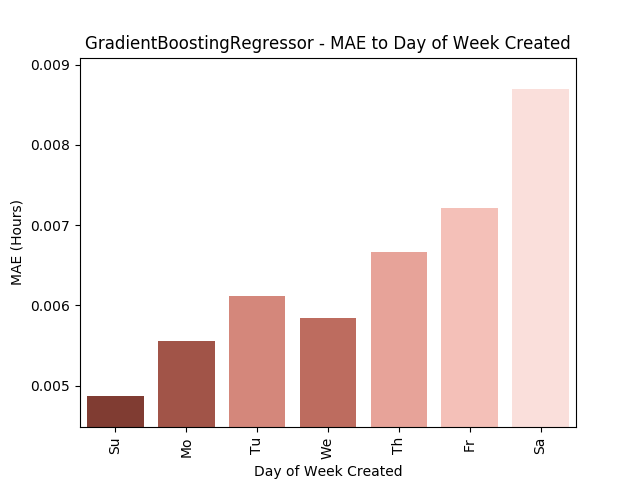 GradientBoostingRegressor - MAE to Day of Week Created
0.009
0.008
0.007
0.006
0.005
MAE (Hours)
Su
Mo
Tu
We
Th
Fr
Sa
Day of Week Created